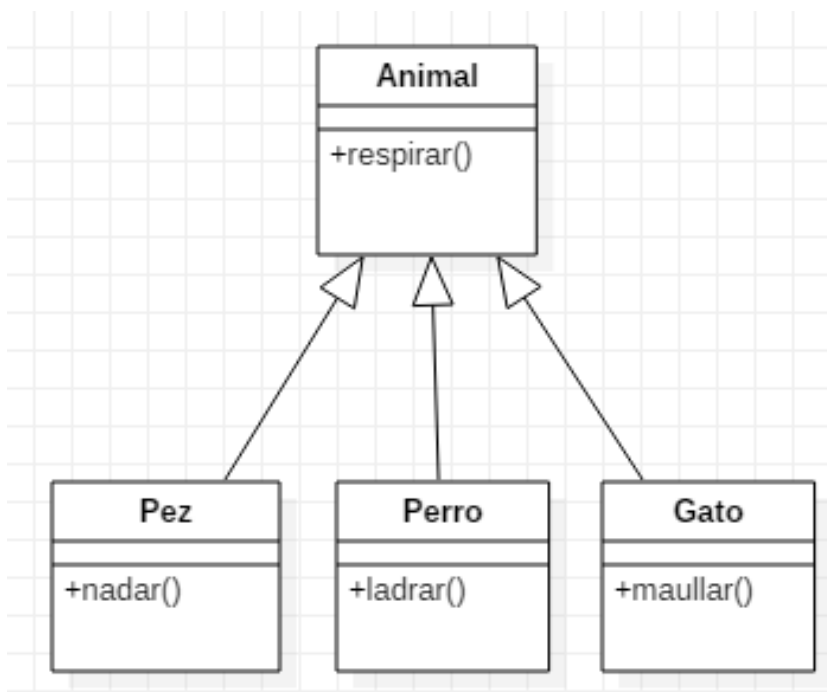 Animal
+respirar()
Pez
+nadar()
Perro
+ladrar()
Gato
+maullar()